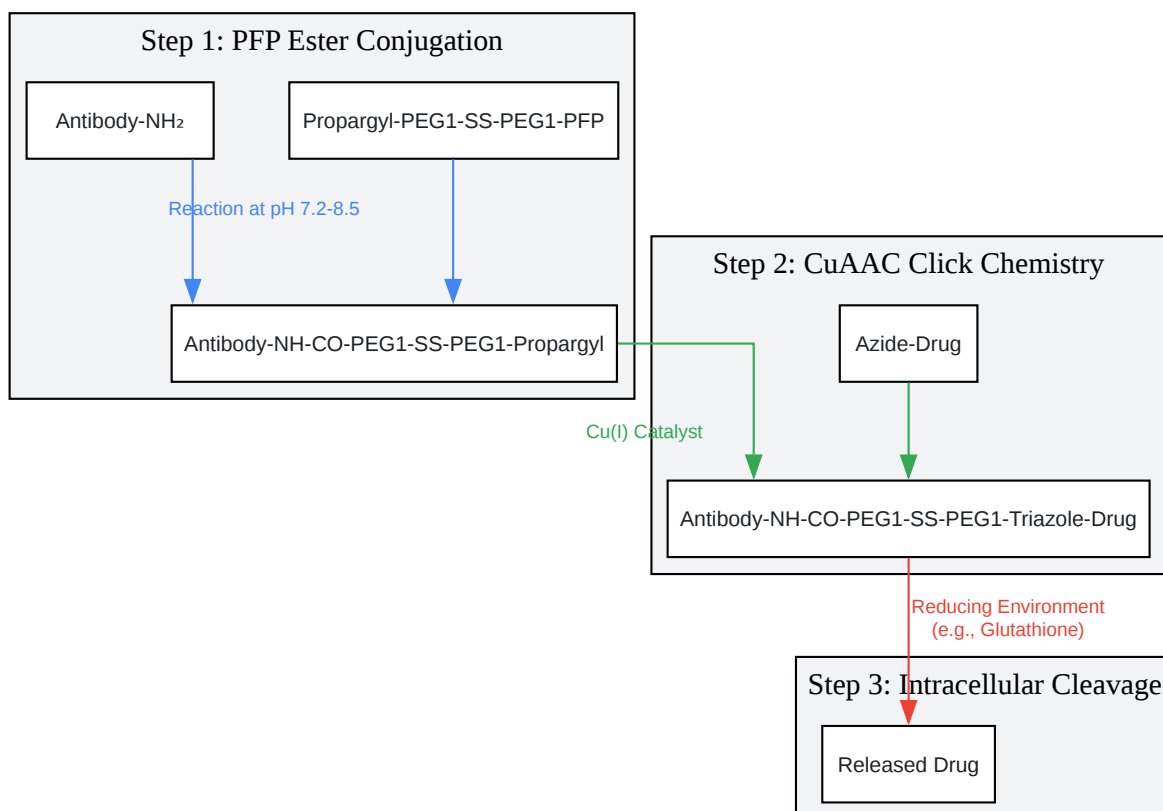 Step 1: PFP Ester Conjugation
Antibody-NH₂
Propargyl-PEG1-SS-PEG1-PFP
Reaction at pH 7.2-8.5
Antibody-NH-CO-PEG1-SS-PEG1-Propargyl
Step 2: CuAAC Click Chemistry
Azide-Drug
Cu(I) Catalyst
Antibody-NH-CO-PEG1-SS-PEG1-Triazole-Drug
Reducing Environment
(e.g., Glutathione)
Step 3: Intracellular Cleavage
Released Drug